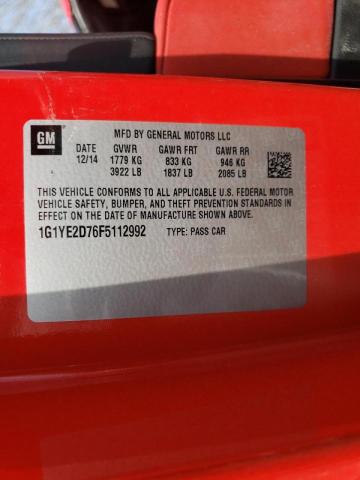 GM
MFD BY GENERAL MOTORS LLC
DATE GVWR GAWR FRT GAWR RR
12/14 1779 KG 833 KG 946 KG
3922 LB 1837 LB 2085 LB
THIS VEHICLE CONFORMS TO ALL APPLICABLE U.S. FEDERAL MOTOR
VEHICLE SAFETY, BUMPER, AND THEFT PREVENTION STANDARDS
IN EFFECT ON THE DATE OF MANUFACTURE SHOWN ABOVE.
1G1YE2D76F5112992 TYPE: PASS CAR